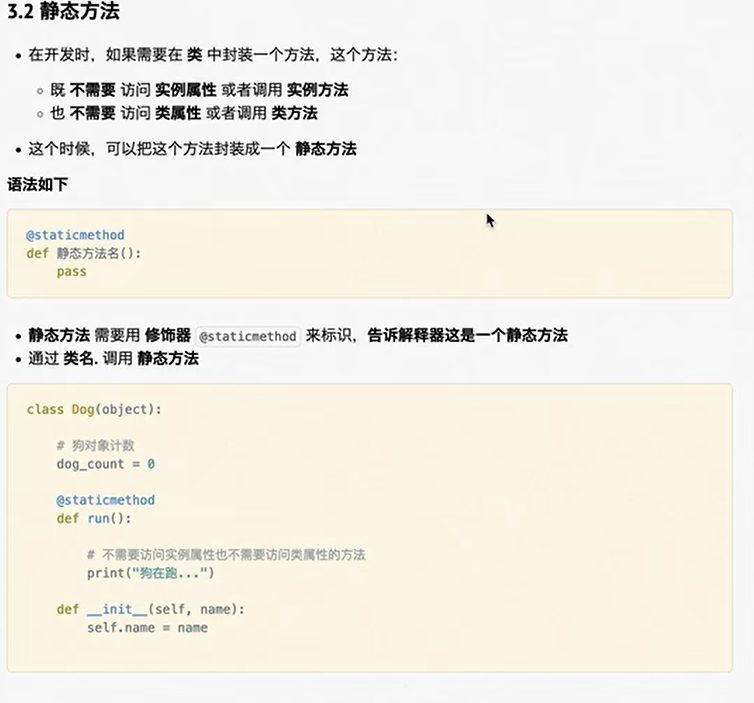 3.2 静态方法
• 在开发时，如果需要在 类 中封装一个方法，这个方法：
◦ 既 不需要 访问 实例属性 或者调用 实例方法
◦ 也 不需要 访问 类属性 或者调用 类方法
• 这个时候，可以把这个方法封装成一个 静态方法
语法如下
@staticmethod
def 静态方法名():
    pass
• 静态方法 需要用 修饰器 @staticmethod 来标识，告诉解释器这是一个静态方法
• 通过 类名. 调用 静态方法
class Dog(object):
    # 狗对象计数
    dog_count = 0
    @staticmethod
    def run():
        # 不需要访问实例属性也不需要访问类属性的方法
        print("狗在跑...")
    def __init__(self, name):
        self.name = name